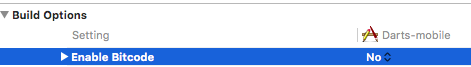 Build Options
Setting Darts-mobile
Enable Bitcode No